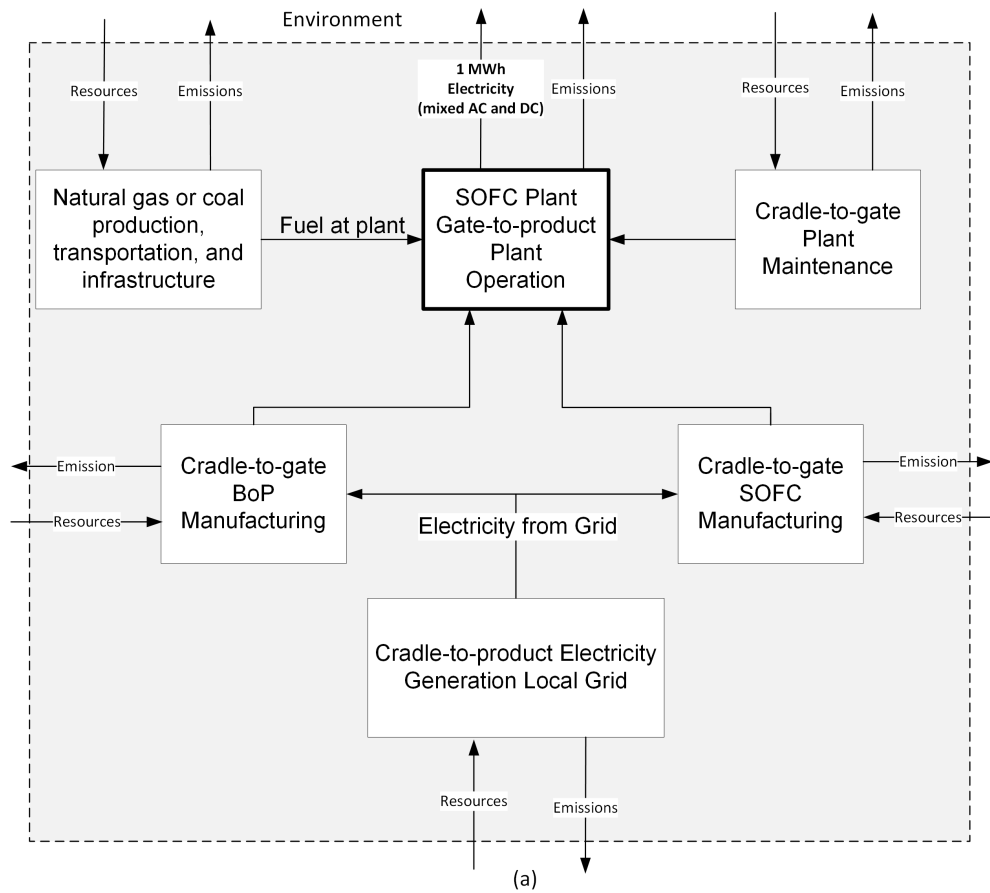 Environment
Resources
Emissions
1 MWh
Electricity
(mixed AC and DC)
Emissions
Resources
Emissions
Natural gas or coal
production,
transportation, and
infrastructure
Fuel at plant
SOFC Plant
Gate-to-product
Plant
Operation
Cradle-to-gate
Plant
Maintenance
Emission
Resources
Cradle-to-gate
BoP
Manufacturing
Electricity from Grid
Cradle-to-gate
SOFC
Manufacturing
Emission
Resources
Cradle-to-product Electricity
Generation Local Grid
Resources
Emissions
(a)